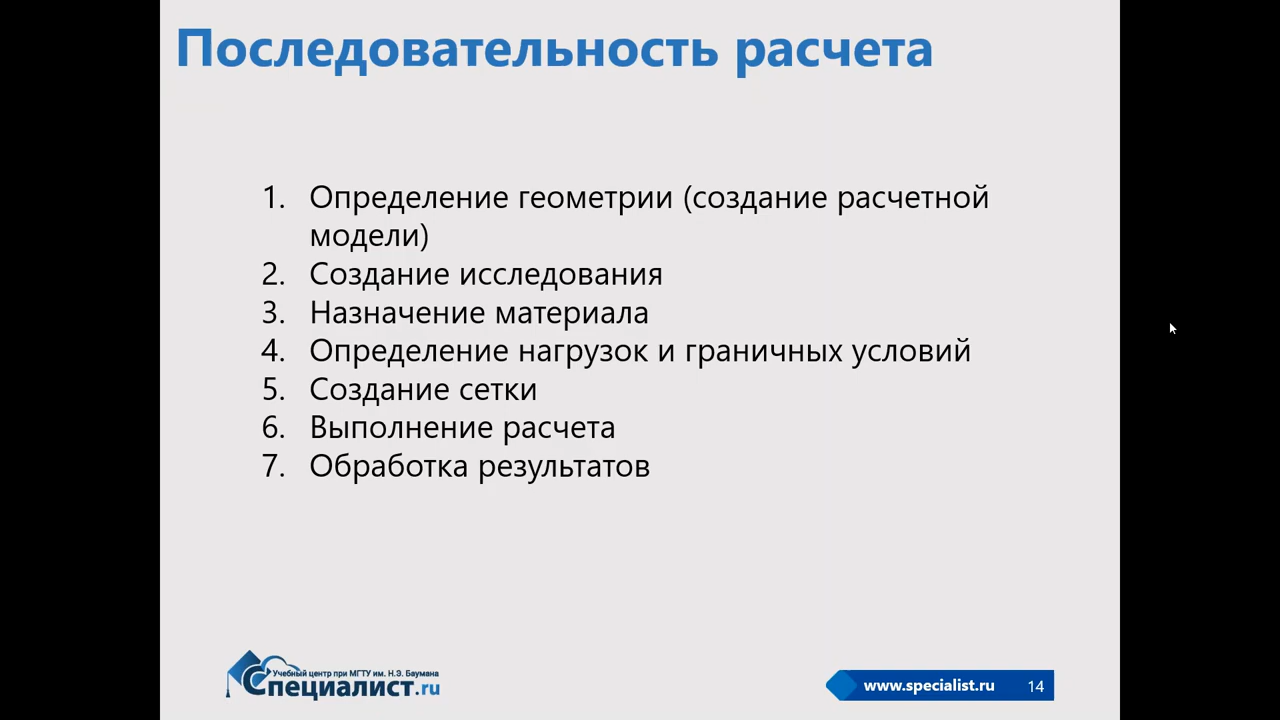 Последовательность расчета
1. Определение геометрии (создание расчетной
модели)
2. Создание исследования
3. Назначение материала
4. Определение нагрузок и граничных условий
5. Создание сетки
6. Выполнение расчета
7. Обработка результатов
Учебный центр при МГТУ им. Н.Э. Баумана
Специалист.ru
www.specialist.ru 14